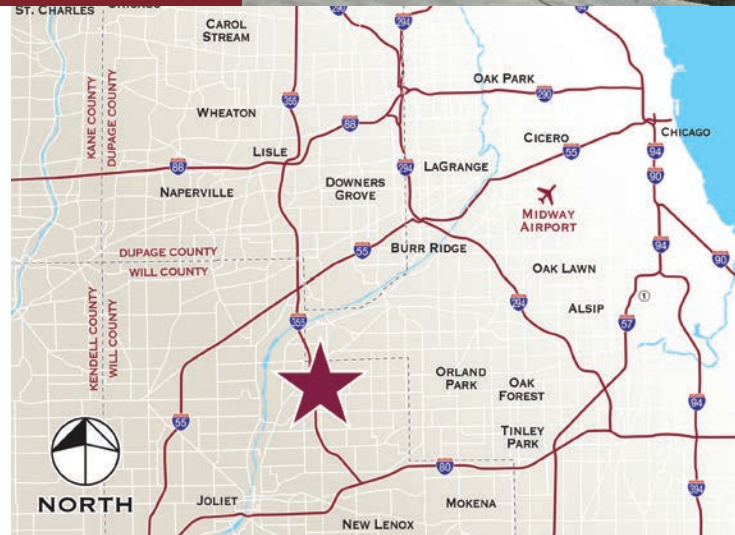 ST. CHARLES
CHICAGO
290
294
94
CAROL
STREAM
OAK PARK
KANE COUNTY
DUPAGE COUNTY
355
WHEATON
88
290
CICERO
CHICAGO
LISLE
55
94
88
294
LAGRANGE
90
NAPERVILLE
DOWNERS
GROVE
MIDWAY
AIRPORT
DUPAGE COUNTY
WILL COUNTY
55
BURR RIDGE
94
90
OAK LAWN
KENDELL COUNTY
WILL COUNTY
355
294
ALSIP
1
57
ORLAND
PARK
OAK
FOREST
94
55
TINLEY
PARK
80
NORTH
JOLIET
MOKENA
394
NEW LENOX